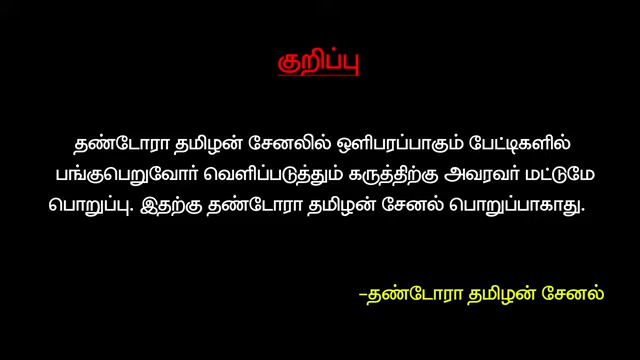 குறிப்பு
தண்டோரா தமிழன் சேனலில் ஒளிபரப்பாகும் பேட்டிகளில்
பங்குபெறுவோர் வெளிப்படுத்தும் கருத்திற்கு அவரவர் மட்டுமே
பொறுப்பு. இதற்கு தண்டோரா தமிழன் சேனல் பொறுப்பாகாது.
–தண்டோரா தமிழன் சேனல்